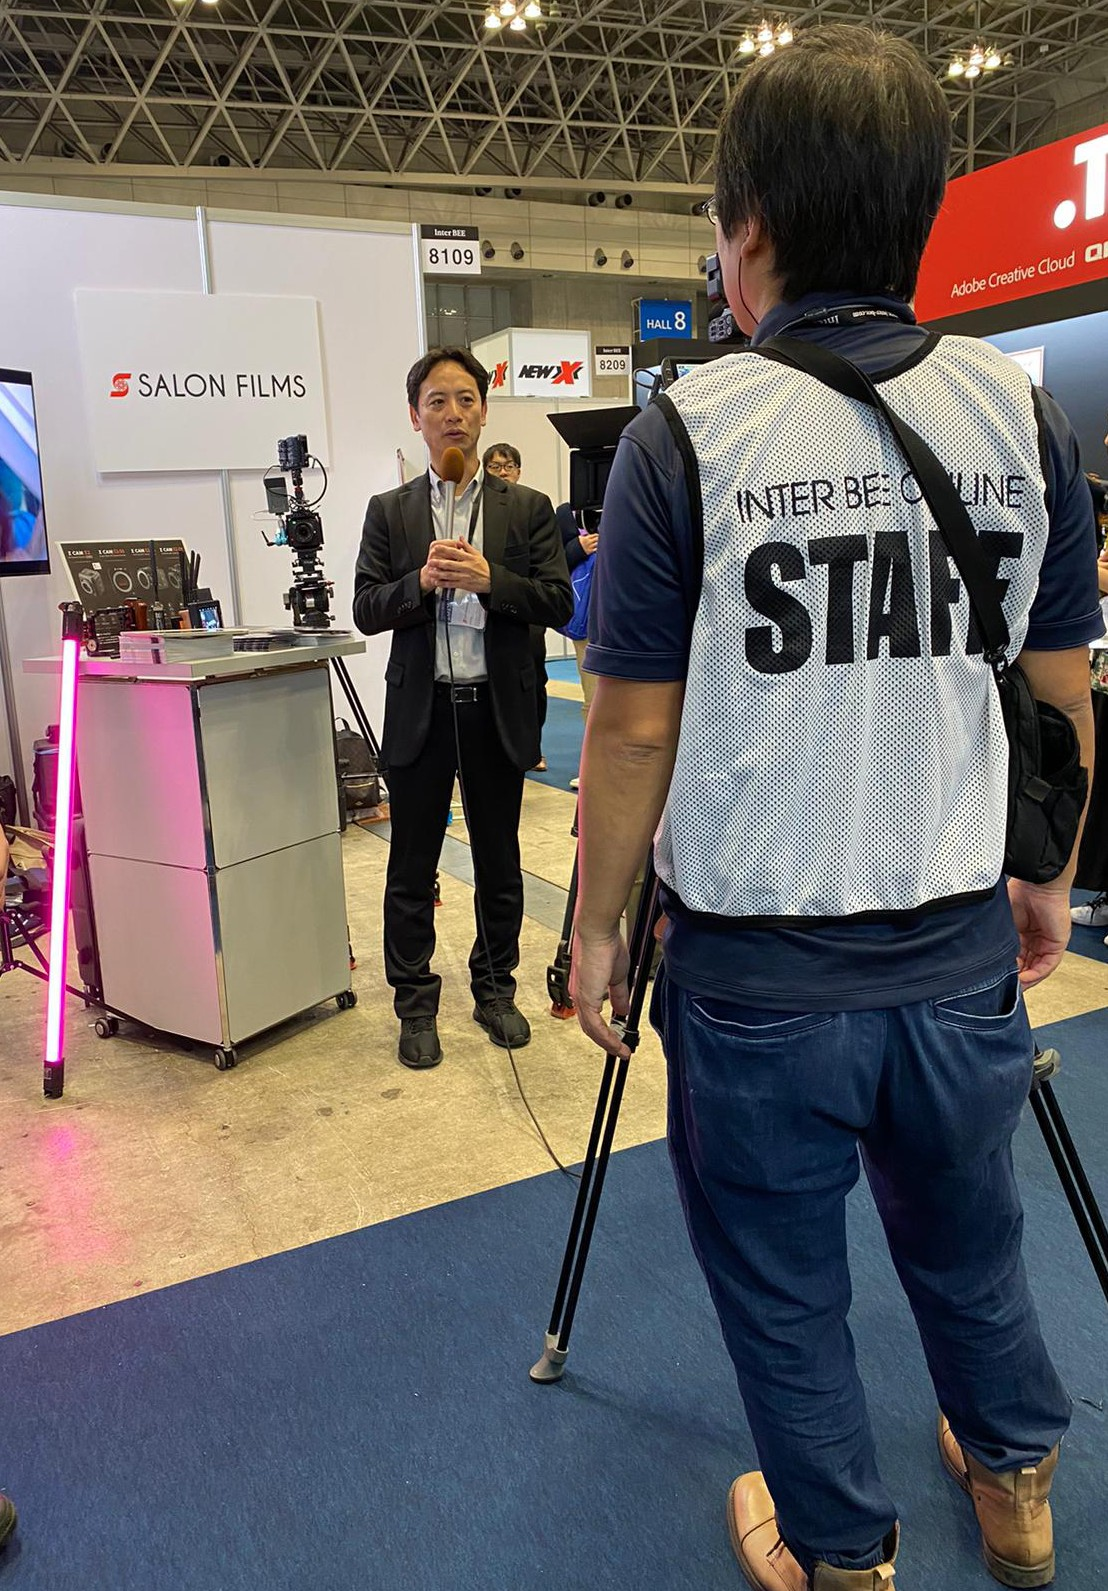 Inter BEE
8109
SALON FILMS
HALL 8
NEWX
Inter BEE
8209
.T
Adobe Creative Cloud
INTER BEE ONLINE
STAFF